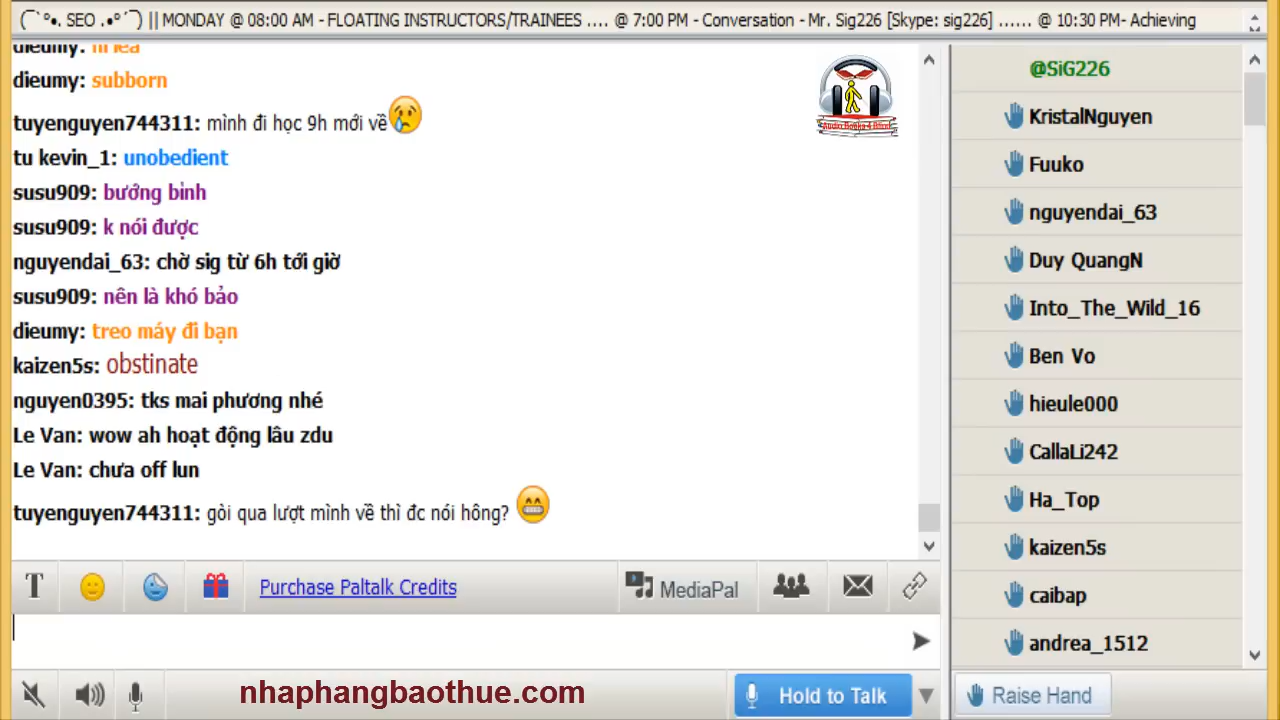 (¯`°•. SEO .•°´¯) || MONDAY @ 08:00 AM - FLOATING INSTRUCTORS/TRAINEES .... @ 7:00 PM - Conversation - Mr. Sig226 [Skype: sig226] ...... @ 10:30 PM- Achieving
dieumy:
dieumy: subborn
tuyenguyen744311: mình đi học 9h mới về
tu kevin_1: unobedient
susu909: bướng bỉnh
susu909: k nói được
nguyendai_63: chờ sig từ 6h tới giờ
susu909: nên là khó bảo
dieumy: treo máy đi bạn
kaizen5s: obstinate
nguyen0395: tks mai phương nhé
Le Van: wow ah hoạt động lâu zdu
Le Van: chưa off lun
tuyenguyen744311: gòi qua lượt mình về thì đc nói hông?
Audio Books 4 Blind
T
Purchase Paltalk Credits
MediaPal
nhaphangbaothue.com
Hold to Talk
@SiG226
KristalNguyen
Fuuko
nguyendai_63
Duy QuangN
Into_The_Wild_16
Ben Vo
hieule000
CallaLi242
Ha_Top
kaizen5s
caibap
andrea_1512
Raise Hand